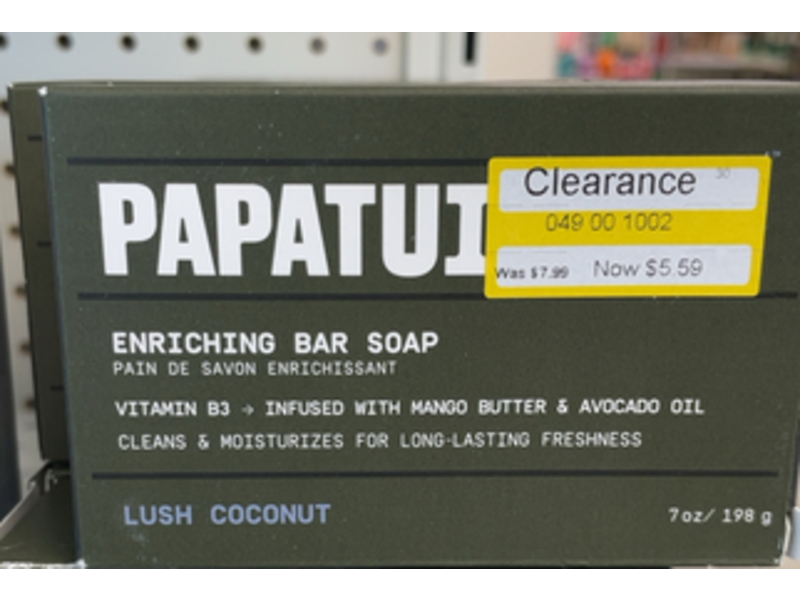 PAPATUI
Clearance 30
049 00 1002
Was $7.99 Now $5.59
ENRICHING BAR SOAP
PAIN DE SAVON ENRICHISSANT
VITAMIN B3 → INFUSED WITH MANGO BUTTER & AVOCADO OIL
CLEANS & MOISTURIZES FOR LONG-LASTING FRESHNESS
LUSH COCONUT
7oz/ 198 g